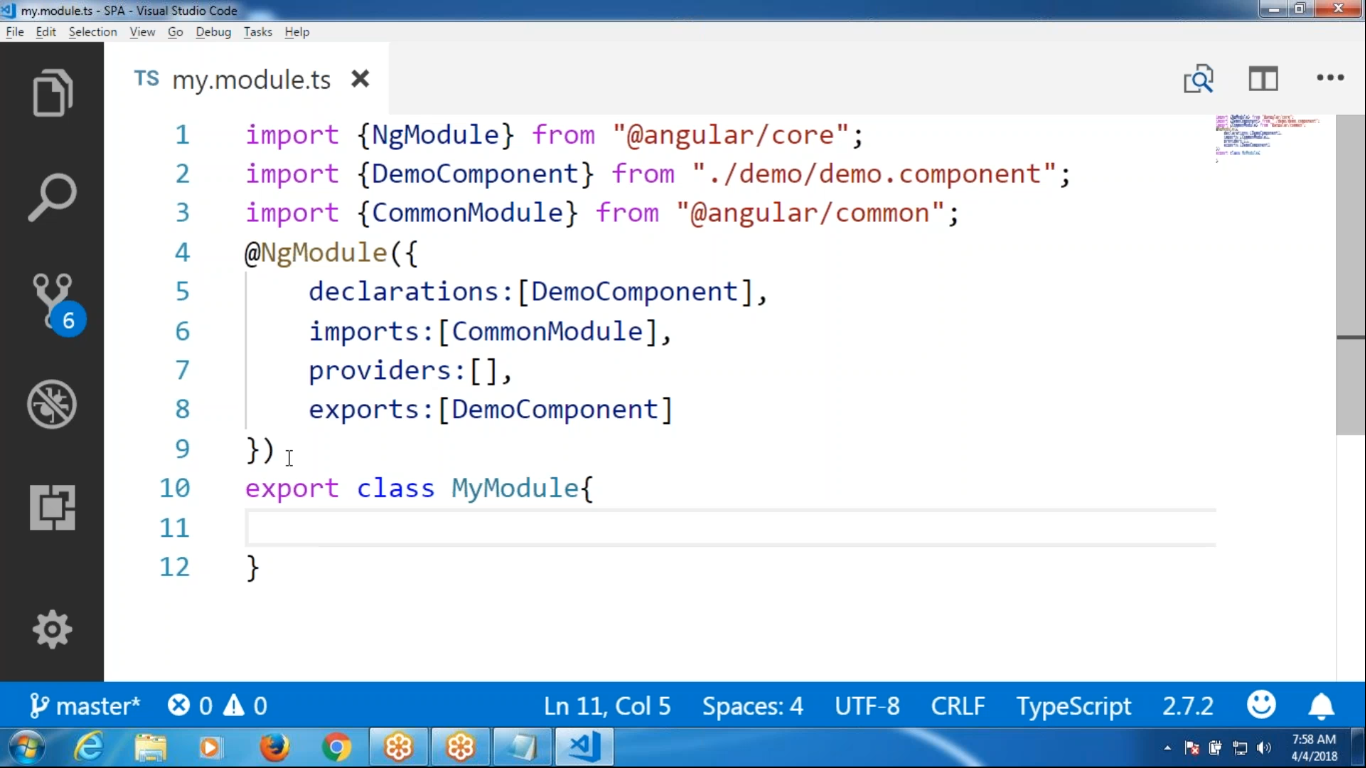 my.module.ts - SPA - Visual Studio Code
File Edit Selection View Go Debug Tasks Help
TS my.module.ts
1 import {NgModule} from "@angular/core";
2 import {DemoComponent} from "./demo/demo.component";
3 import {CommonModule} from "@angular/common";
4 @NgModule({
5 declarations:[DemoComponent],
6 imports:[CommonModule],
7 providers:[],
8 exports:[DemoComponent]
9 })
10 export class MyModule{
11
12 }
6
master* 0 0 Ln 11, Col 5 Spaces: 4 UTF-8 CRLF TypeScript 2.7.2
7:58 AM
4/4/2018